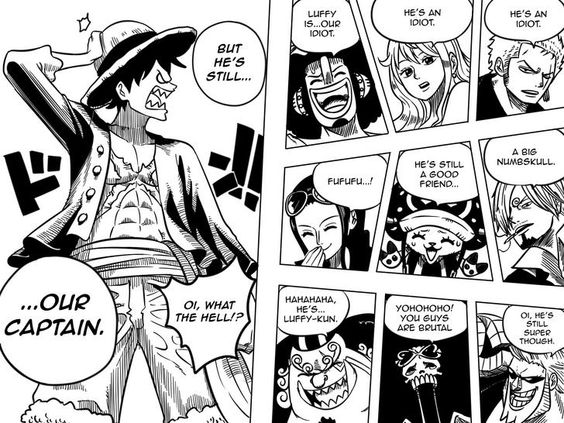 HE'S AN
IDIOT.
HE'S AN
IDIOT.
LUFFY
IS...OUR
IDIOT.
A BIG
NUMBSKULL.
HE'S STILL
A GOOD
FRIEND...
FUFUFU...!
OI, HE'S
STILL
SUPER
THOUGH.
YOHOHOHO!
YOU GUYS
ARE BRUTAL
HAHAHAHA,
HE'S...
LUFFY-KUN.
BUT
HE'S
STILL...
ド
ン
!!
OI, WHAT
THE HELL!?
...OUR
CAPTAIN.